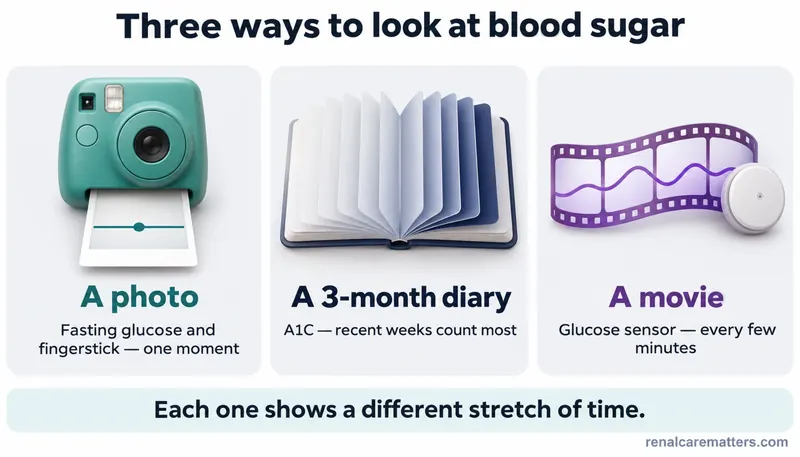 Three ways to look at blood sugar
A photo
Fasting glucose and
fingerstick — one moment
A 3-month diary
A1C — recent weeks count most
A movie
Glucose sensor — every few
minutes
Each one shows a different stretch of time.
renalcarematters.com